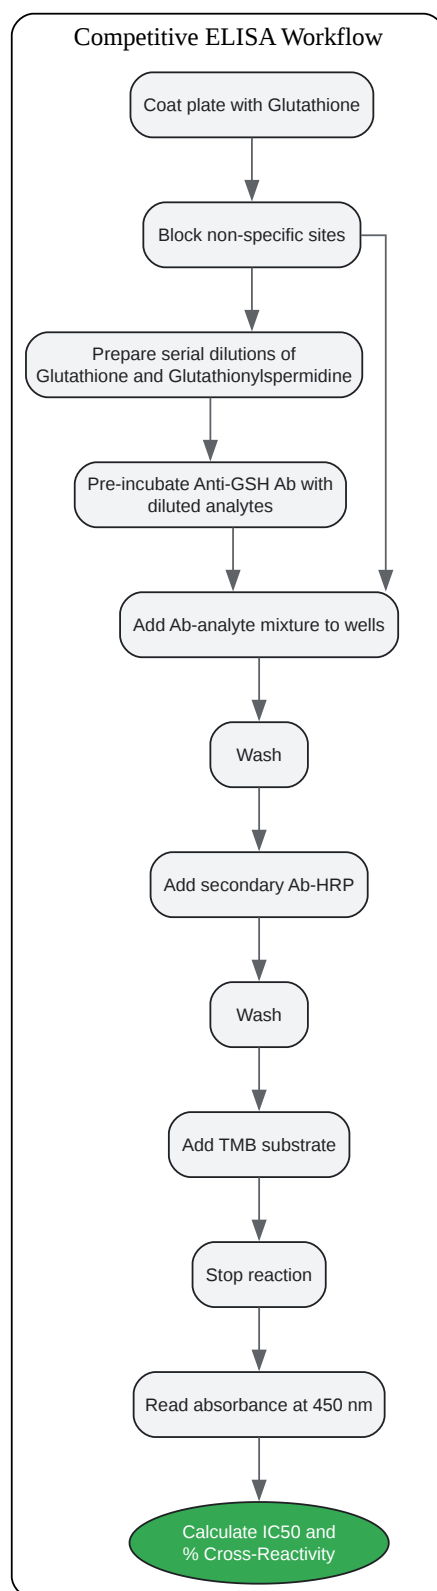 Competitive ELISA Workflow
Coat plate with Glutathione
Block non-specific sites
Prepare serial dilutions of
Glutathione and Glutathionylspermidine
Pre-incubate Anti-GSH Ab with
diluted analytes
Add Ab-analyte mixture to wells
Wash
Add secondary Ab-HRP
Wash
Add TMB substrate
Stop reaction
Read absorbance at 450 nm
Calculate IC50 and
% Cross-Reactivity